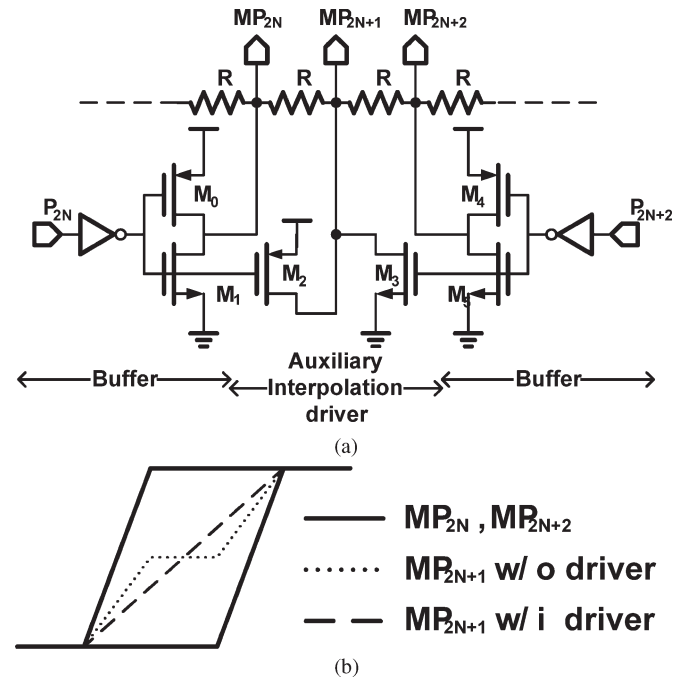 MP2N MP2N+1 MP2N+2
R R R R
P2N M0 M4 P2N+2
M1 M2 M3 M5
Buffer Auxiliary Interpolation driver Buffer
(a)
MP2N , MP2N+2
MP2N+1 w/ o driver
MP2N+1 w/ i driver
(b)